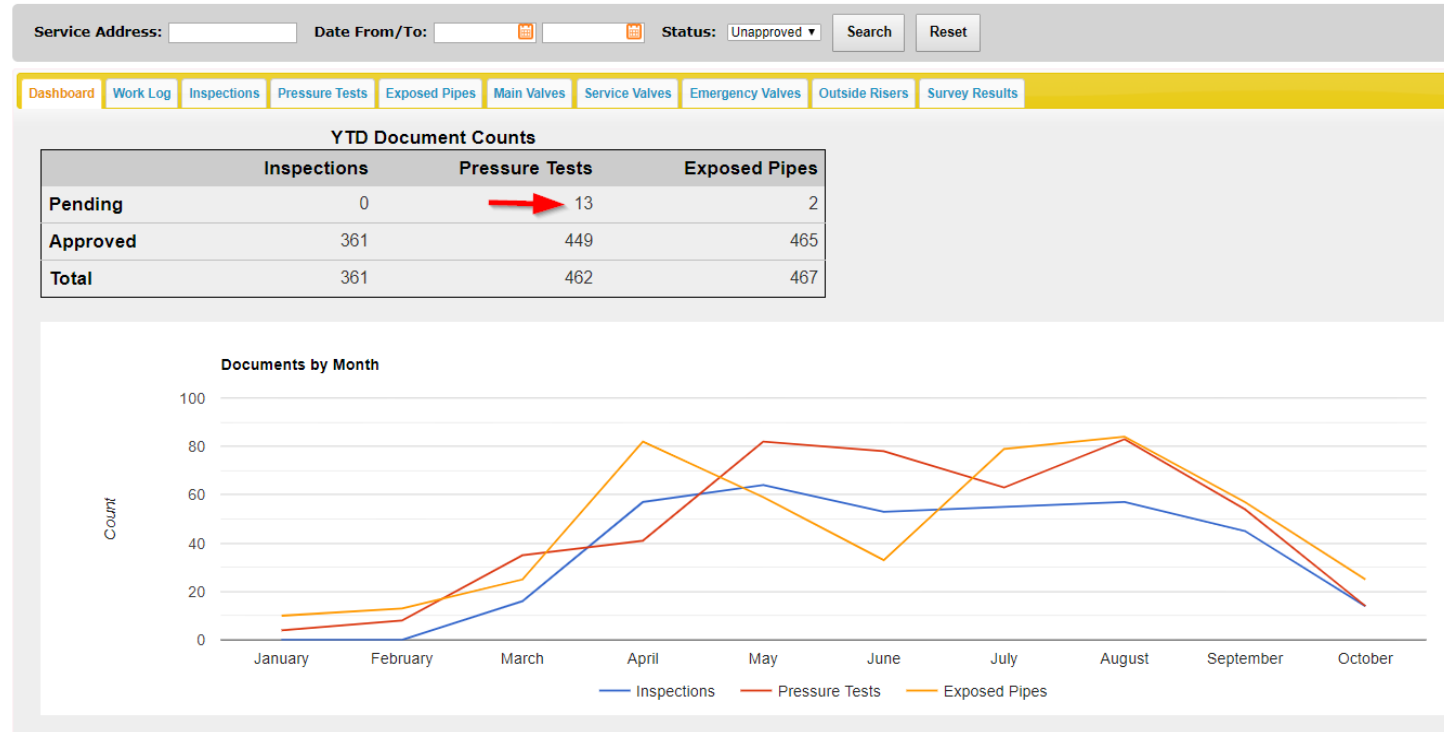 Service Address: Date From/To: Status: Unapproved Search Reset
Dashboard Work Log Inspections Pressure Tests Exposed Pipes Main Valves Service Valves Emergency Valves Outside Risers Survey Results
YTD Document Counts
Inspections Pressure Tests Exposed Pipes
Pending 0 13 2
Approved 361 449 465
Total 361 462 467
Documents by Month
100
80
60
40
20
0
Count
January February March April May June July August September October
Inspections Pressure Tests Exposed Pipes